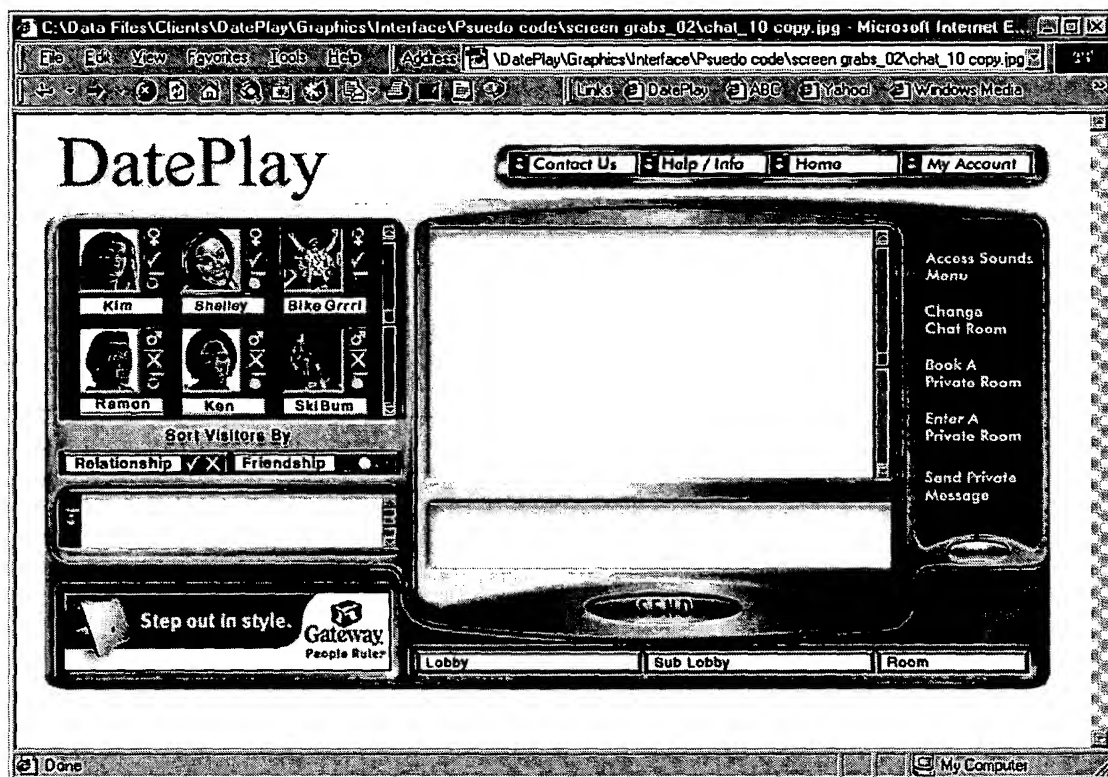 C:\Data Files\Clients\DatePlay\Graphics\Interface\Psuedo code\screen grabs_02\chat_10 copy.jpg - Microsoft Internet E...
File Edit View Favorites Tools Help Address \DatePlay\Graphics\Interface\Psuedo code\screen grabs_02\chat_10 copy.jpg
Links DatePlay ABC Yahoo! Windows Media
DatePlay
Contact Us Help / Info Home My Account
Kim Shelley Bike Grrrl
Ramon Ken SkiBum
Sort Visitors By
Relationship Friendship
Access Sounds
Menu
Change
Chat Room
Book A
Private Room
Enter A
Private Room
Send Private
Message
SEND
Step out in style.
Gateway
People Rule
Lobby Sub Lobby Room
Done My Computer